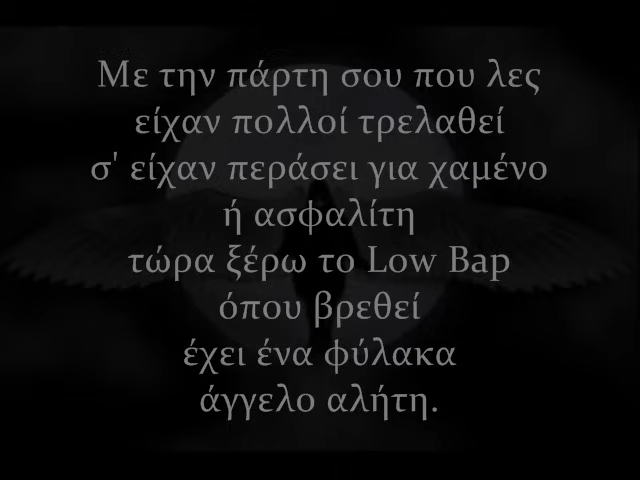 Με την πάρτη σου που λες
είχαν πολλοί τρελαθεί
σ' είχαν περάσει για χαμένο
ή ασφαλίτη
τώρα ξέρω το Low Bap
όπου βρεθεί
έχει ένα φύλακα
άγγελο αλήτη.